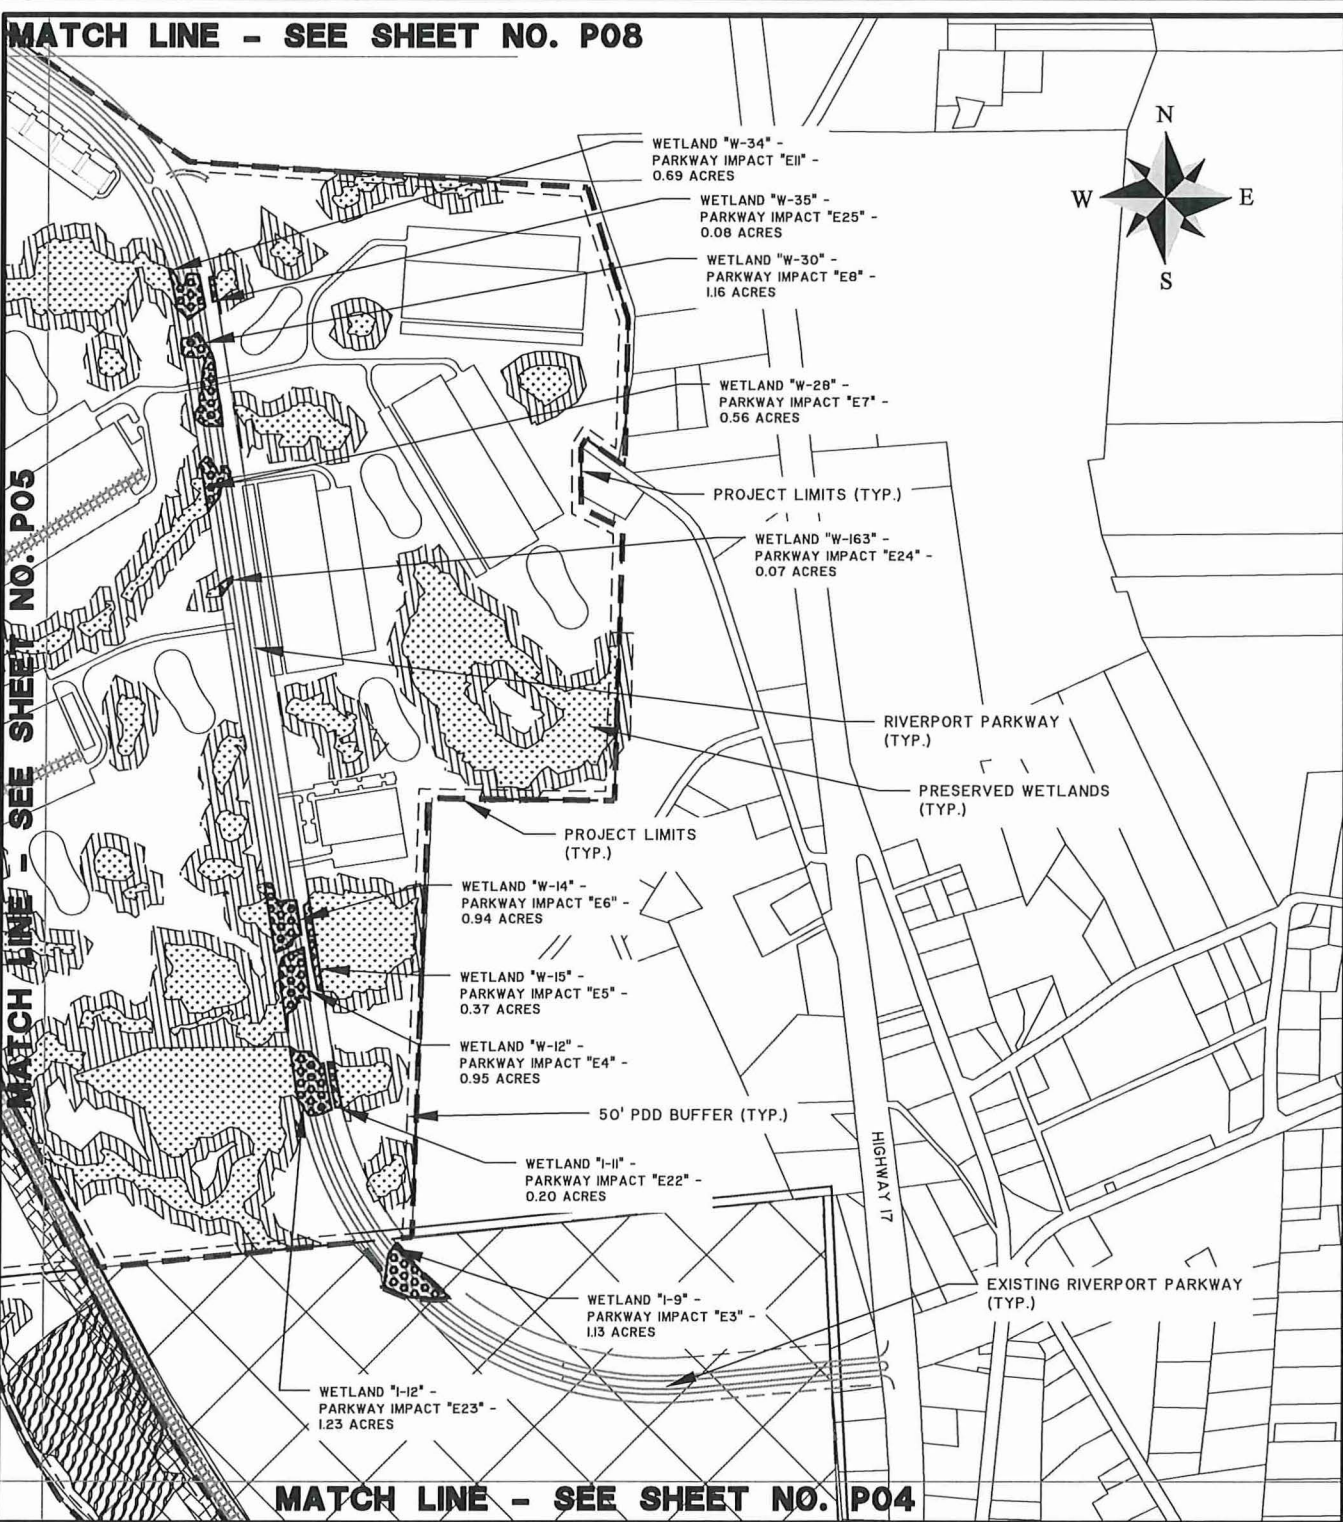 MATCH LINE - SEE SHEET NO. P08
N
W E
S
WETLAND "W-34" -
PARKWAY IMPACT "E11" -
0.69 ACRES
WETLAND "W-35" -
PARKWAY IMPACT "E25" -
0.08 ACRES
WETLAND "W-30" -
PARKWAY IMPACT "E8" -
1.16 ACRES
WETLAND "W-28" -
PARKWAY IMPACT "E7" -
0.56 ACRES
PROJECT LIMITS (TYP.)
WETLAND "W-163" -
PARKWAY IMPACT "E24" -
0.07 ACRES
MATCH LINE - SEE SHEET NO. P05
RIVERPORT PARKWAY
(TYP.)
PRESERVED WETLANDS
(TYP.)
PROJECT LIMITS
(TYP.)
WETLAND "W-14" -
PARKWAY IMPACT "E6" -
0.94 ACRES
WETLAND "W-15" -
PARKWAY IMPACT "E5" -
0.37 ACRES
WETLAND "W-12" -
PARKWAY IMPACT "E4" -
0.95 ACRES
50' PDD BUFFER (TYP.)
HIGHWAY 17
WETLAND "I-11" -
PARKWAY IMPACT "E22" -
0.20 ACRES
EXISTING RIVERPORT PARKWAY
(TYP.)
WETLAND "I-9" -
PARKWAY IMPACT "E3" -
1.13 ACRES
WETLAND "I-12" -
PARKWAY IMPACT "E23" -
1.23 ACRES
MATCH LINE - SEE SHEET NO. P04